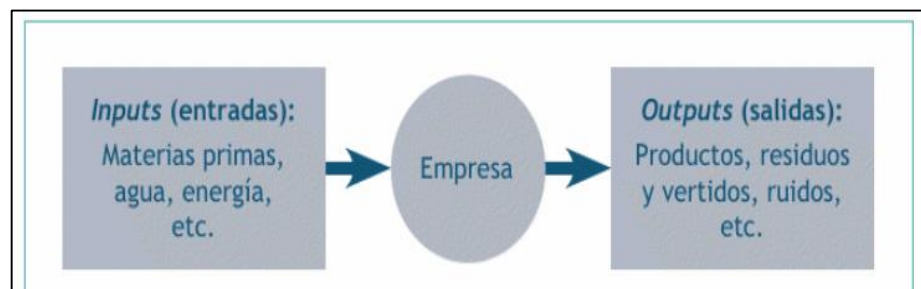 Inputs (entradas):
Materias primas,
agua, energía,
etc.
Empresa
Outputs (salidas):
Productos, residuos
y vertidos, ruidos,
etc.